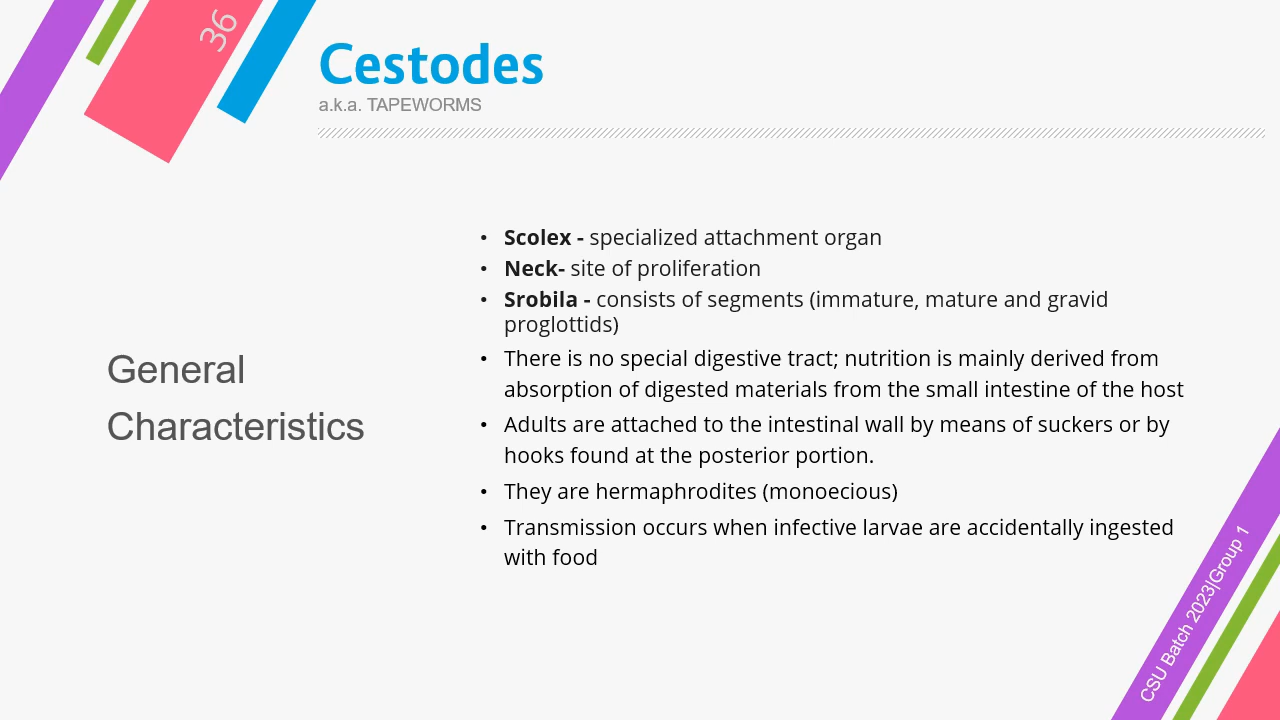 36
Cestodes
a.k.a. TAPEWORMS
General
Characteristics
• Scolex - specialized attachment organ
• Neck- site of proliferation
• Srobila - consists of segments (immature, mature and gravid
proglottids)
• There is no special digestive tract; nutrition is mainly derived from
absorption of digested materials from the small intestine of the host
• Adults are attached to the intestinal wall by means of suckers or by
hooks found at the posterior portion.
• They are hermaphrodites (monoecious)
• Transmission occurs when infective larvae are accidentally ingested
with food
CSU Batch 2023|Group 1